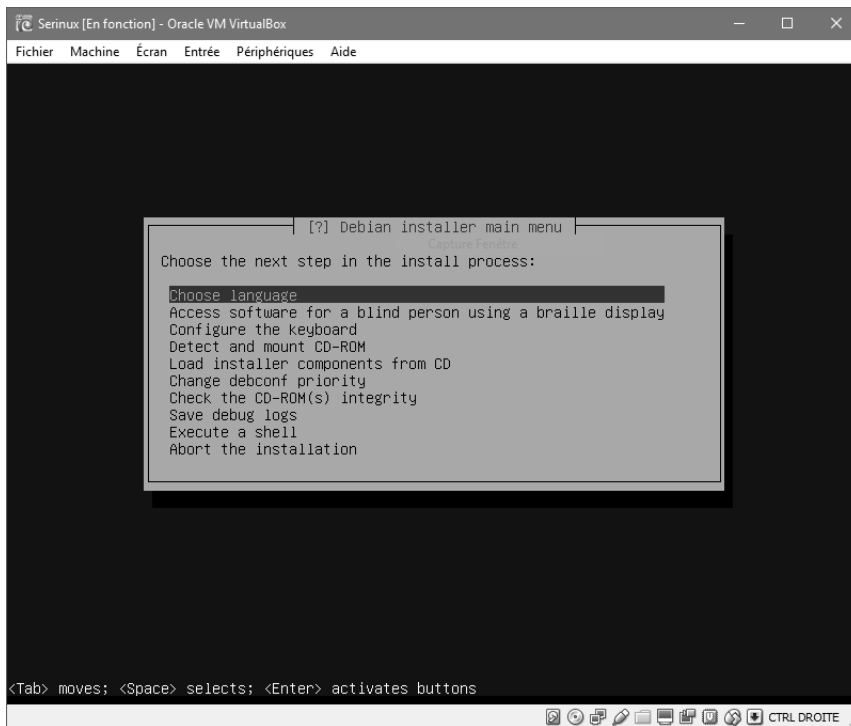 Serinux [En fonction] - Oracle VM VirtualBox
Fichier Machine Écran Entrée Périphériques Aide
[?] Debian installer main menu
Capture Fenêtre
Choose the next step in the install process:
Choose language
Access software for a blind person using a braille display
Configure the keyboard
Detect and mount CD-ROM
Load installer components from CD
Change debconf priority
Check the CD-ROM(s) integrity
Save debug logs
Execute a shell
Abort the installation
<Tab> moves; <Space> selects; <Enter> activates buttons
CTRL DROITE